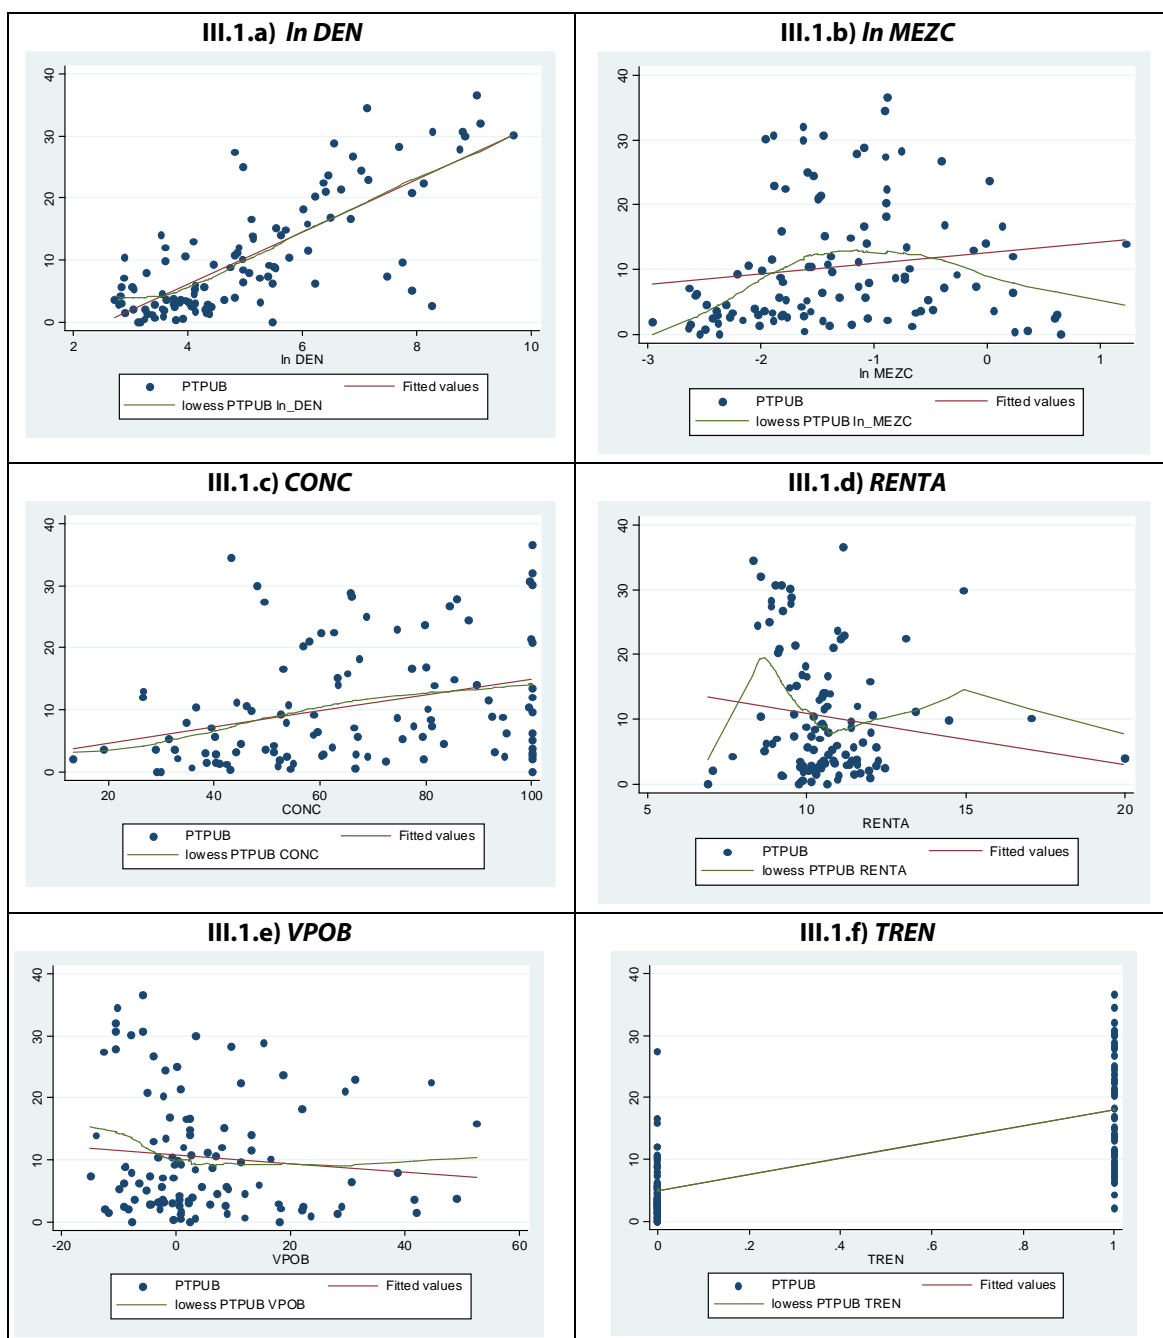 III.1.a) ln DEN
40
30
20
10
0
2 4 6 8 10
ln DEN
PTPUB Fitted values
lowess PTPUB ln_DEN
III.1.b) ln MEZC
40
30
20
10
0
-3 -2 -1 0 1
ln MEZC
PTPUB Fitted values
lowess PTPUB ln_MEZC
III.1.c) CONC
40
30
20
10
0
20 40 60 80 100
CONC
PTPUB Fitted values
lowess PTPUB CONC
III.1.d) RENTA
40
30
20
10
0
5 10 15 20
RENTA
PTPUB Fitted values
lowess PTPUB RENTA
III.1.e) VPOB
40
30
20
10
0
-20 0 20 40 60
VPOB
PTPUB Fitted values
lowess PTPUB VPOB
III.1.f) TREN
40
30
20
10
0
0 .2 .4 .6 .8 1
TREN
PTPUB Fitted values
lowess PTPUB TREN